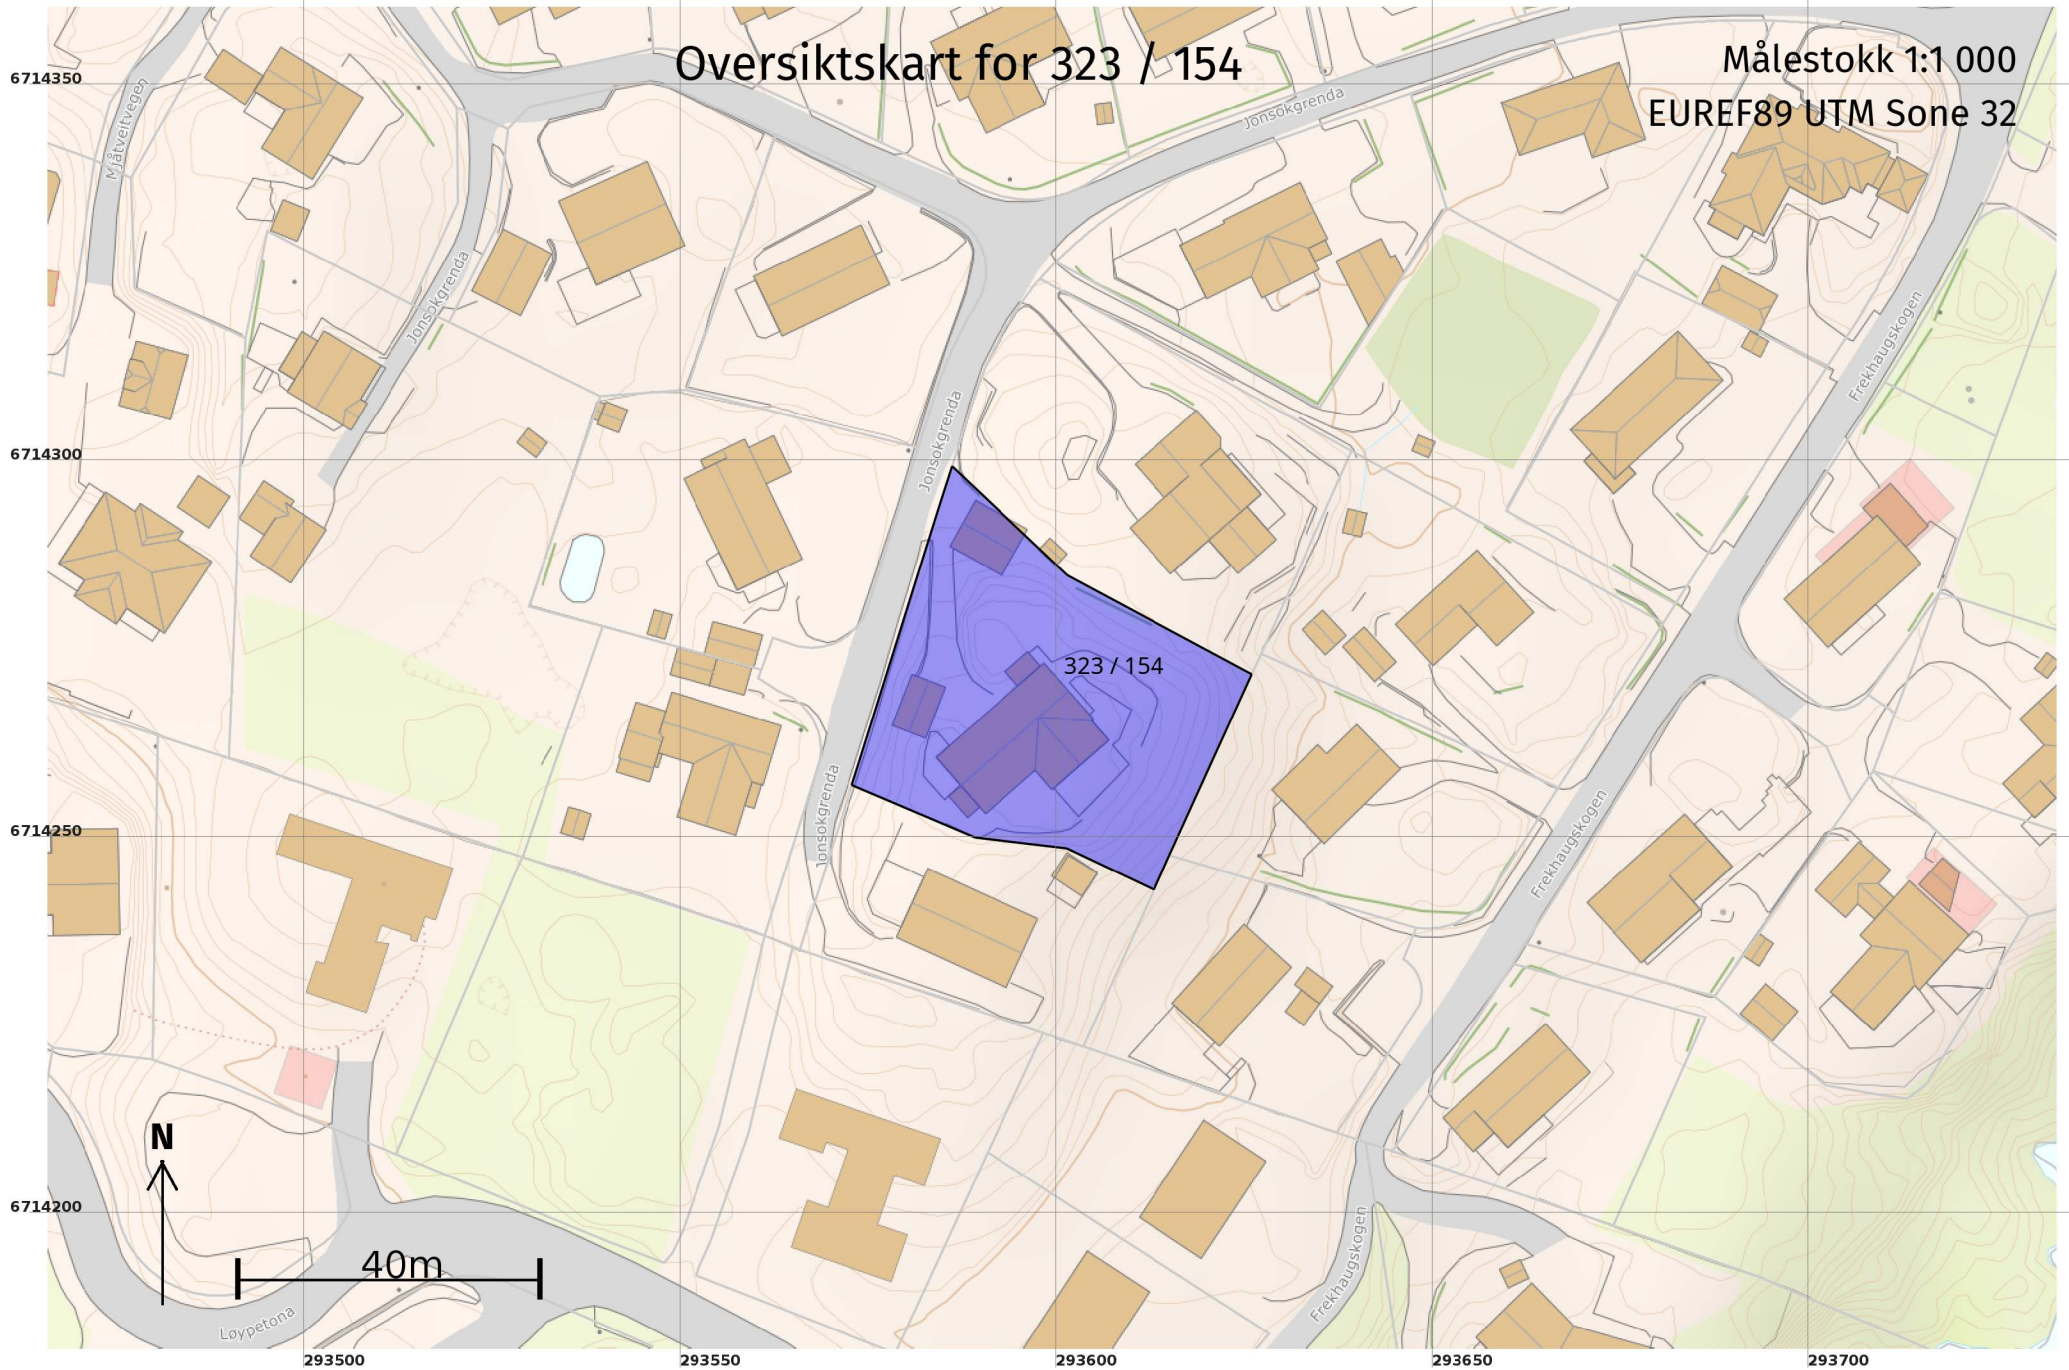 Oversiktskart for 323 / 154
Målestokk 1:1 000
EUREF89 UTM Sone 32
6714350
Mjåtveitvegen
Jonsokgrenda
Jonsokgrenda
Frekhaugskogen
Jonsokgrenda
6714300
323 / 154
Jonsokgrenda
Frekhaugskogen
6714250
N
6714200
Frekhaugskogen
40m
Løypetona
293500
293550
293600
293650
293700